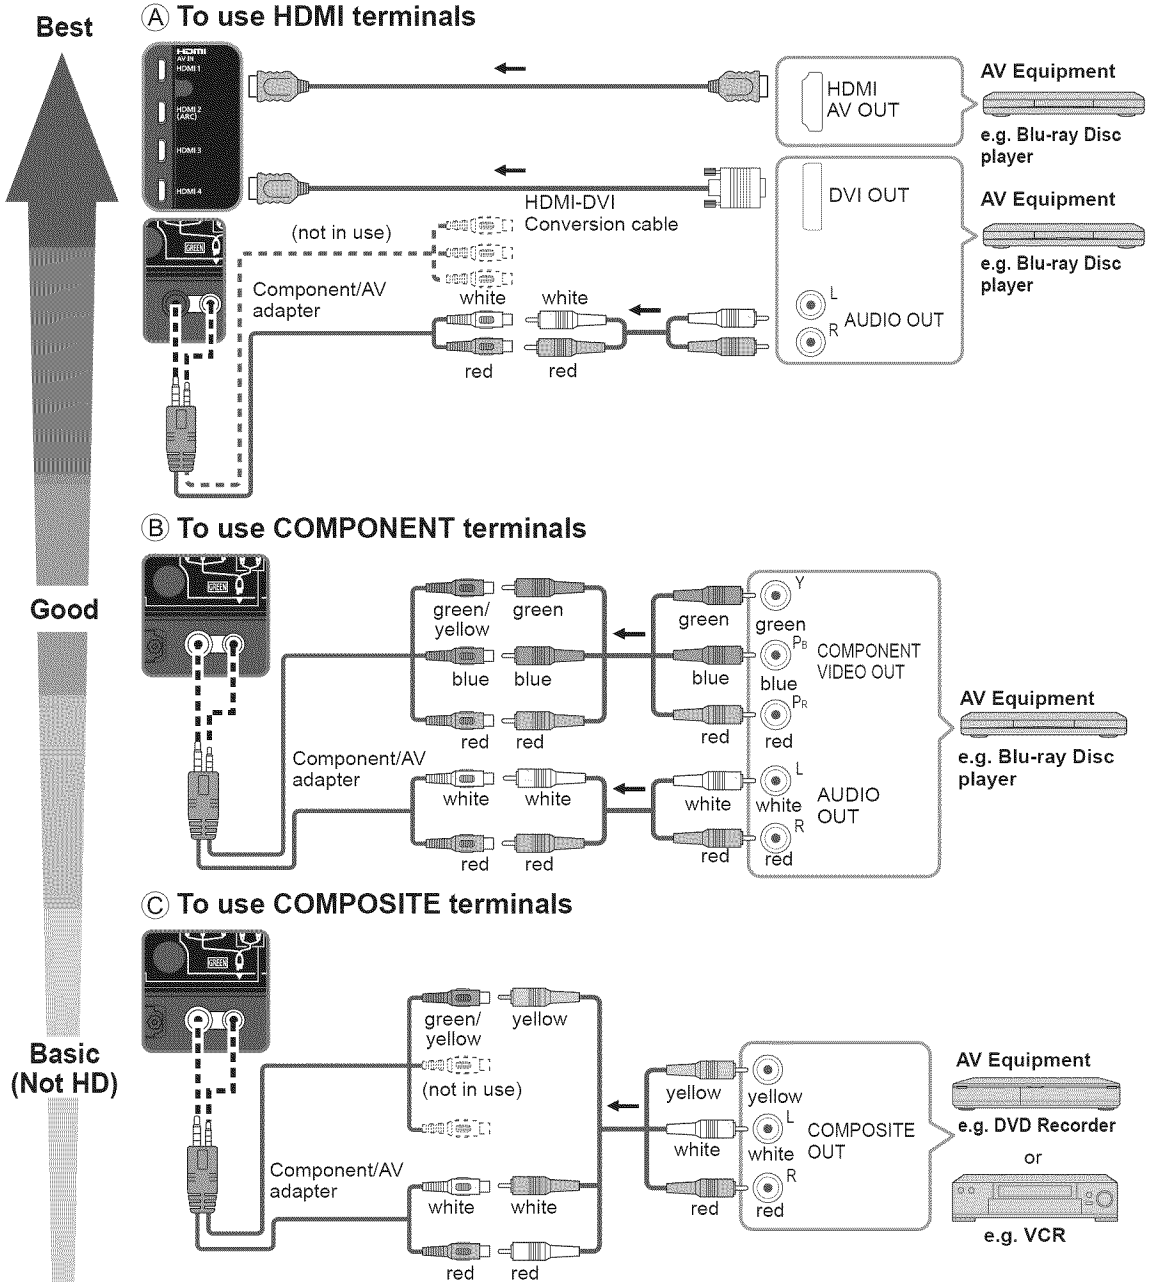 Best
Ⓐ To use HDMI terminals
HDMI
AV IN
HDMI 1
HDMI 2
(ARC)
HDMI 3
HDMI 4
HDMI
AV OUT
AV Equipment
e.g. Blu-ray Disc
player
HDMI-DVI
Conversion cable
DVI OUT
AV Equipment
e.g. Blu-ray Disc
player
GREEN
(not in use)
Component/AV
adapter
white
white
red
red
L
R
AUDIO OUT
Ⓑ To use COMPONENT terminals
Good
GREEN
green/
yellow
green
green
Y
green
blue
blue
blue
PB
blue
COMPONENT
VIDEO OUT
red
red
red
PR
red
AV Equipment
e.g. Blu-ray Disc
player
Component/AV
adapter
white
white
white
L
white
AUDIO
OUT
red
red
red
R
red
Ⓒ To use COMPOSITE terminals
GREEN
Basic
(Not HD)
green/
yellow
yellow
(not in use)
yellow
yellow
white
L
white
COMPOSITE
OUT
red
R
red
AV Equipment
e.g. DVD Recorder
or
e.g. VCR
Component/AV
adapter
white
white
red
red